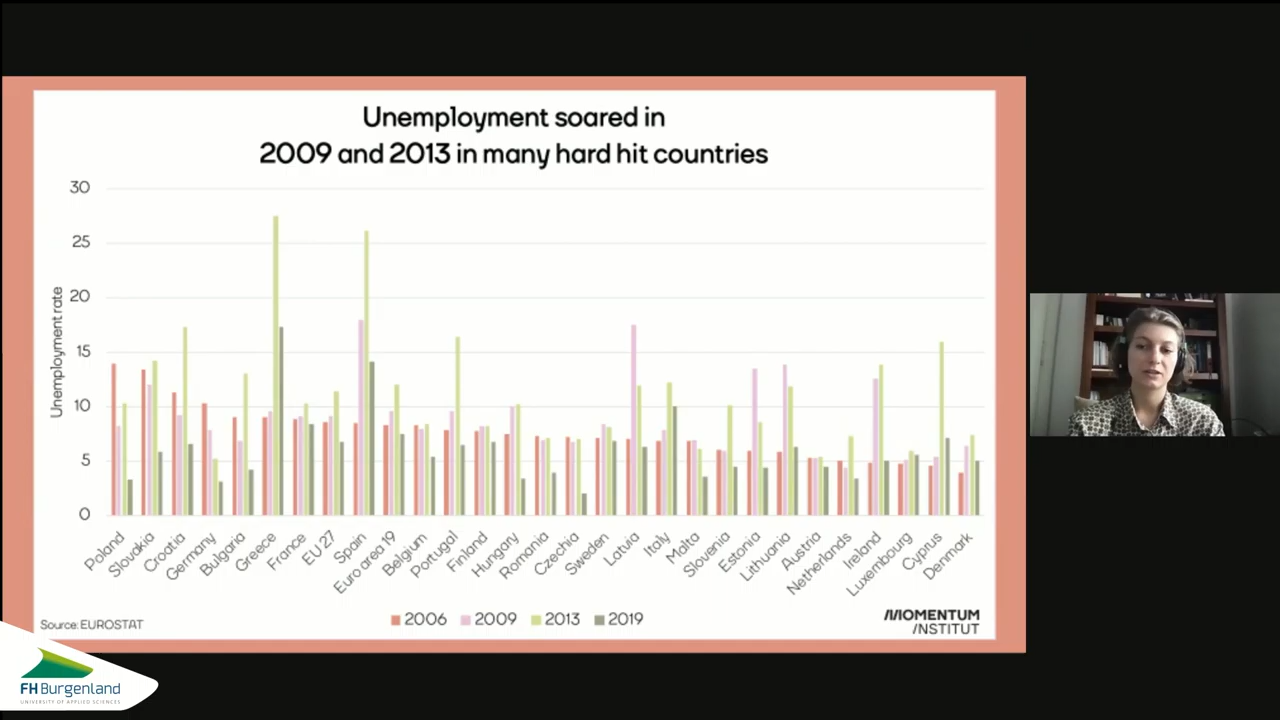 Unemployment soared in
2009 and 2013 in many hard hit countries
30
25
20
15
10
5
0
Unemployment rate
Poland
Slovakia
Croatia
Germany
Bulgaria
Greece
France
EU 27
Spain
Euro area 19
Belgium
Portugal
Finland
Hungary
Romania
Czechia
Sweden
Latvia
Italy
Malta
Slovenia
Estonia
Lithuania
Austria
Netherlands
Ireland
Luxembourg
Cyprus
Denmark
2006 2009 2013 2019
Source: EUROSTAT
MOMENTUM
INSTITUT
FH Burgenland
UNIVERSITY OF APPLIED SCIENCES